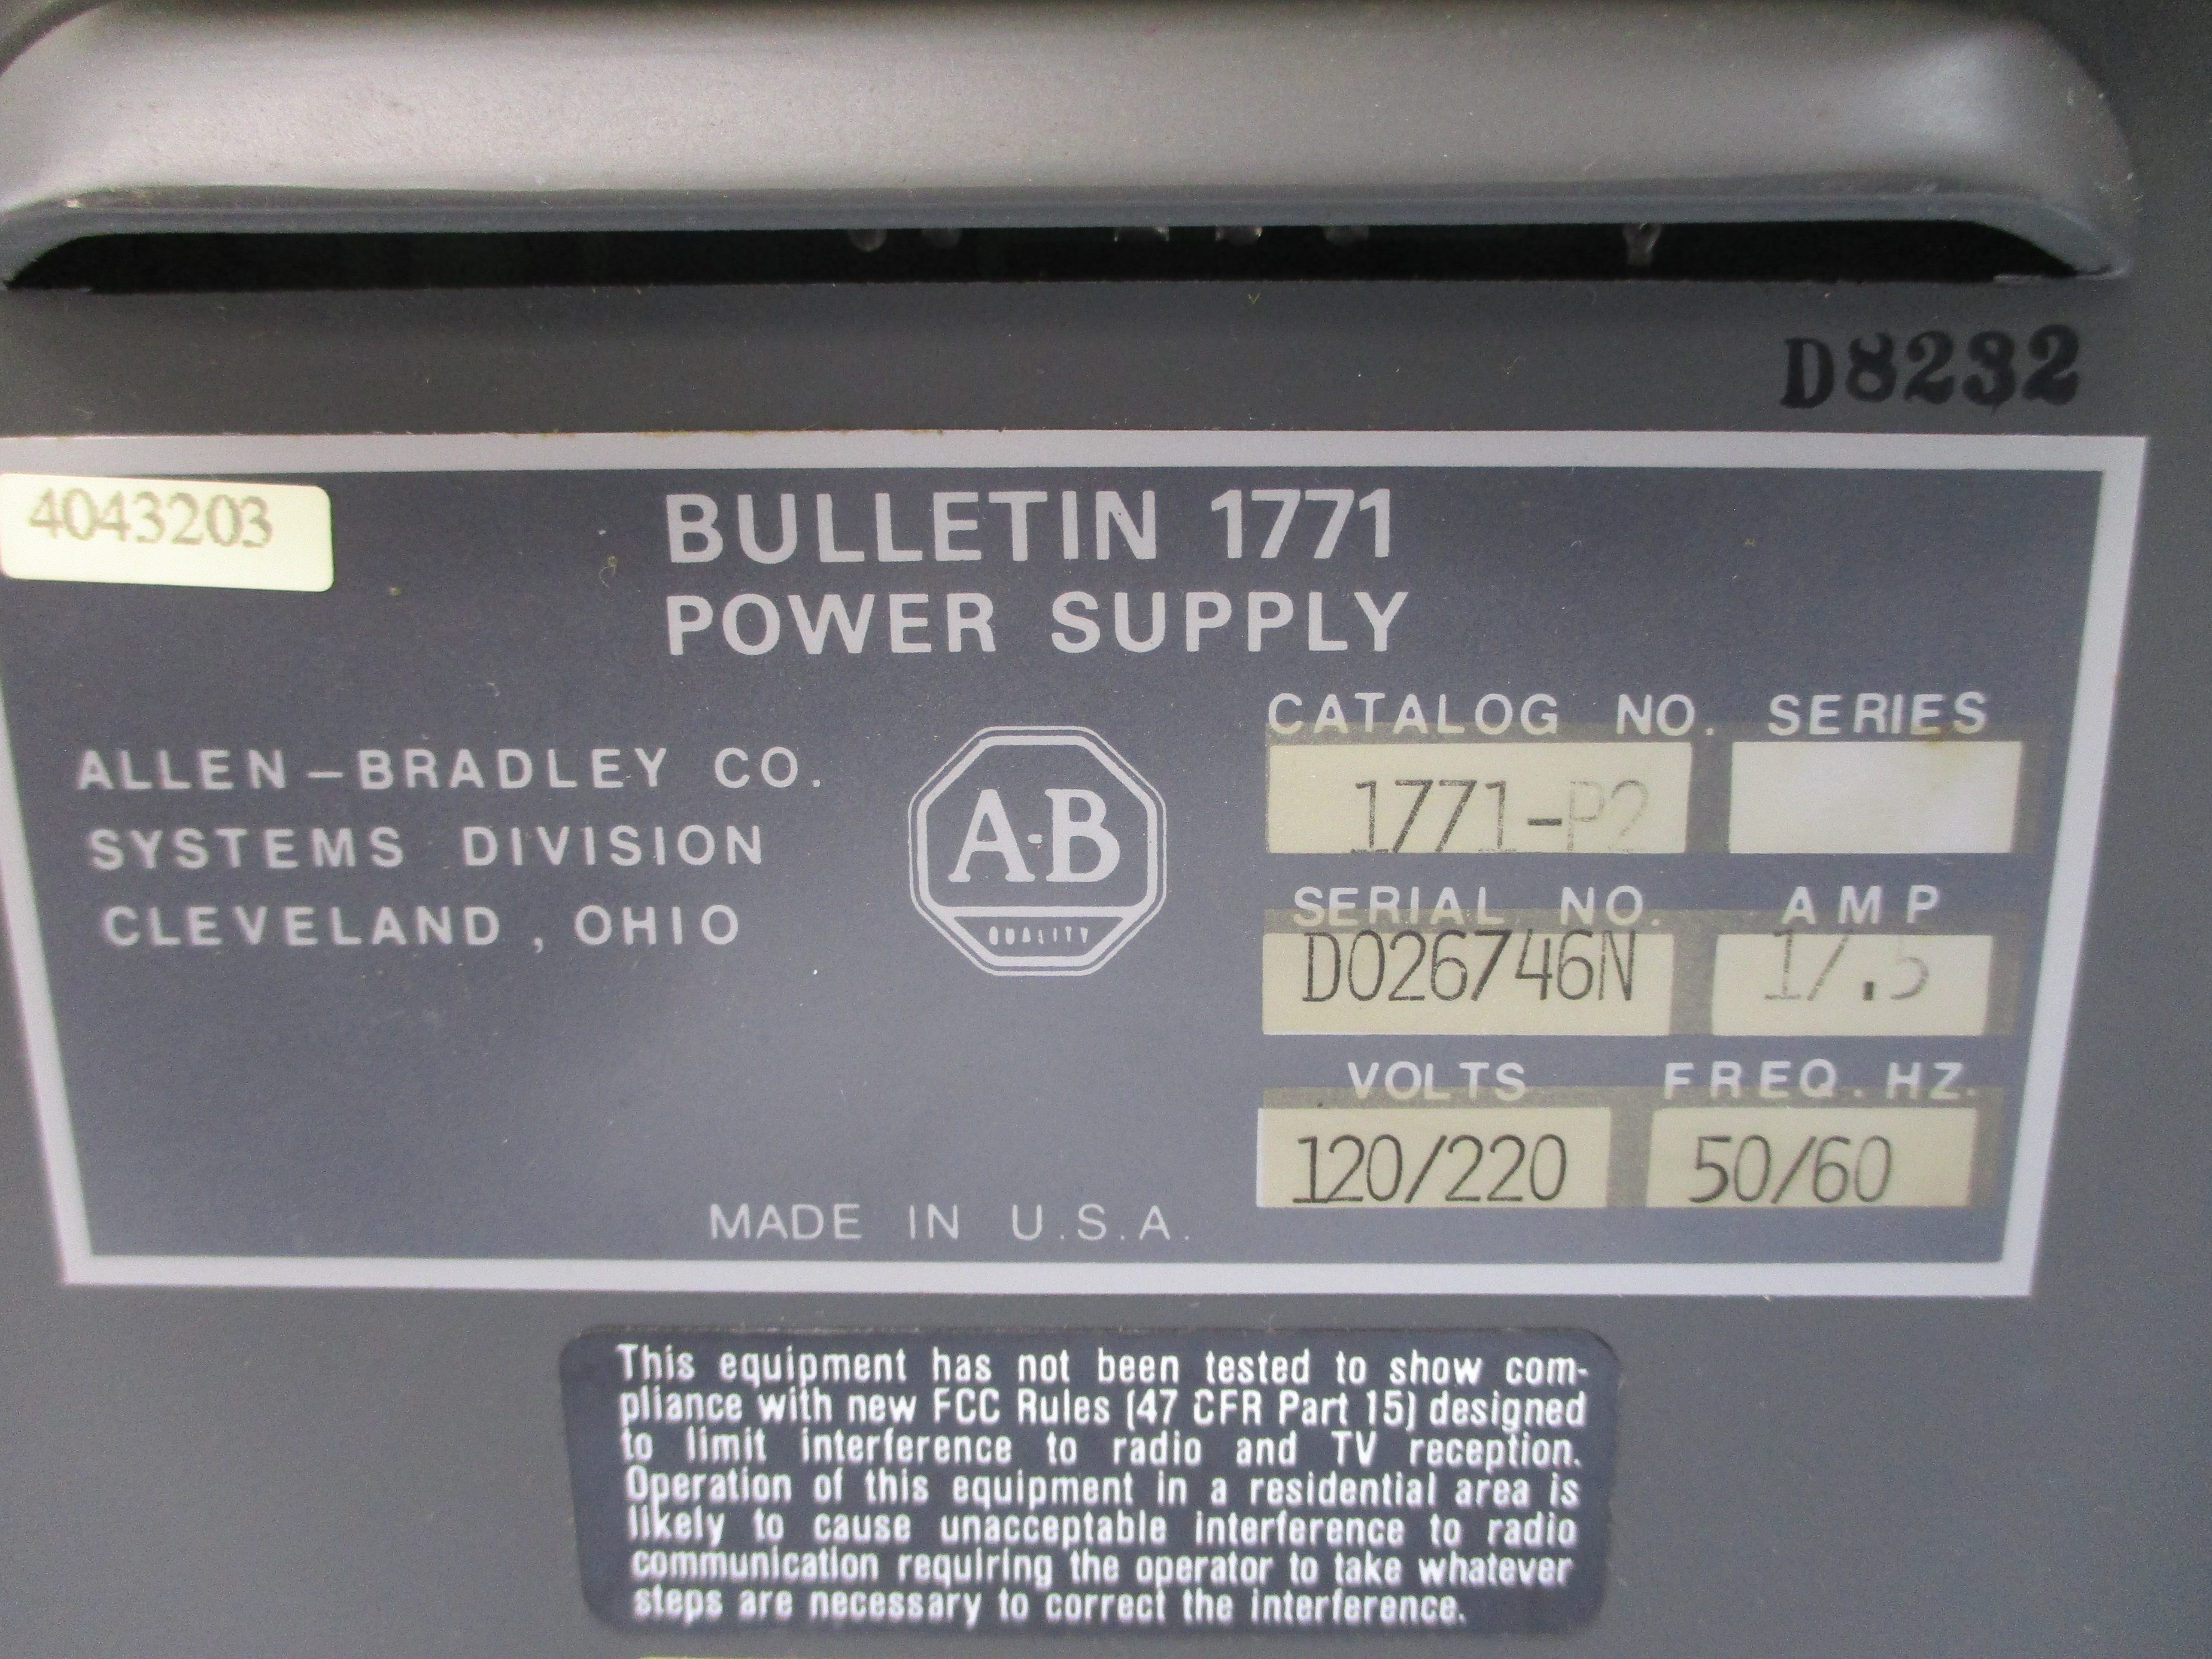 D8232
4043203
BULLETIN 1771
POWER SUPPLY
ALLEN-BRADLEY CO.
SYSTEMS DIVISION
CLEVELAND, OHIO
A-B
QUALITY
CATALOG NO. SERIES
1771-P2
SERIAL NO. AMP
D026746N 1/.5
VOLTS FREQ. HZ.
120/220 50/60
MADE IN U.S.A.
This equipment has not been tested to show com-
pliance with new FCC Rules (47 CFR Part 15) designed
to limit interference to radio and TV reception.
Operation of this equipment in a residential area is
likely to cause unacceptable interference to radio
communication requiring the operator to take whatever
steps are necessary to correct the interference.